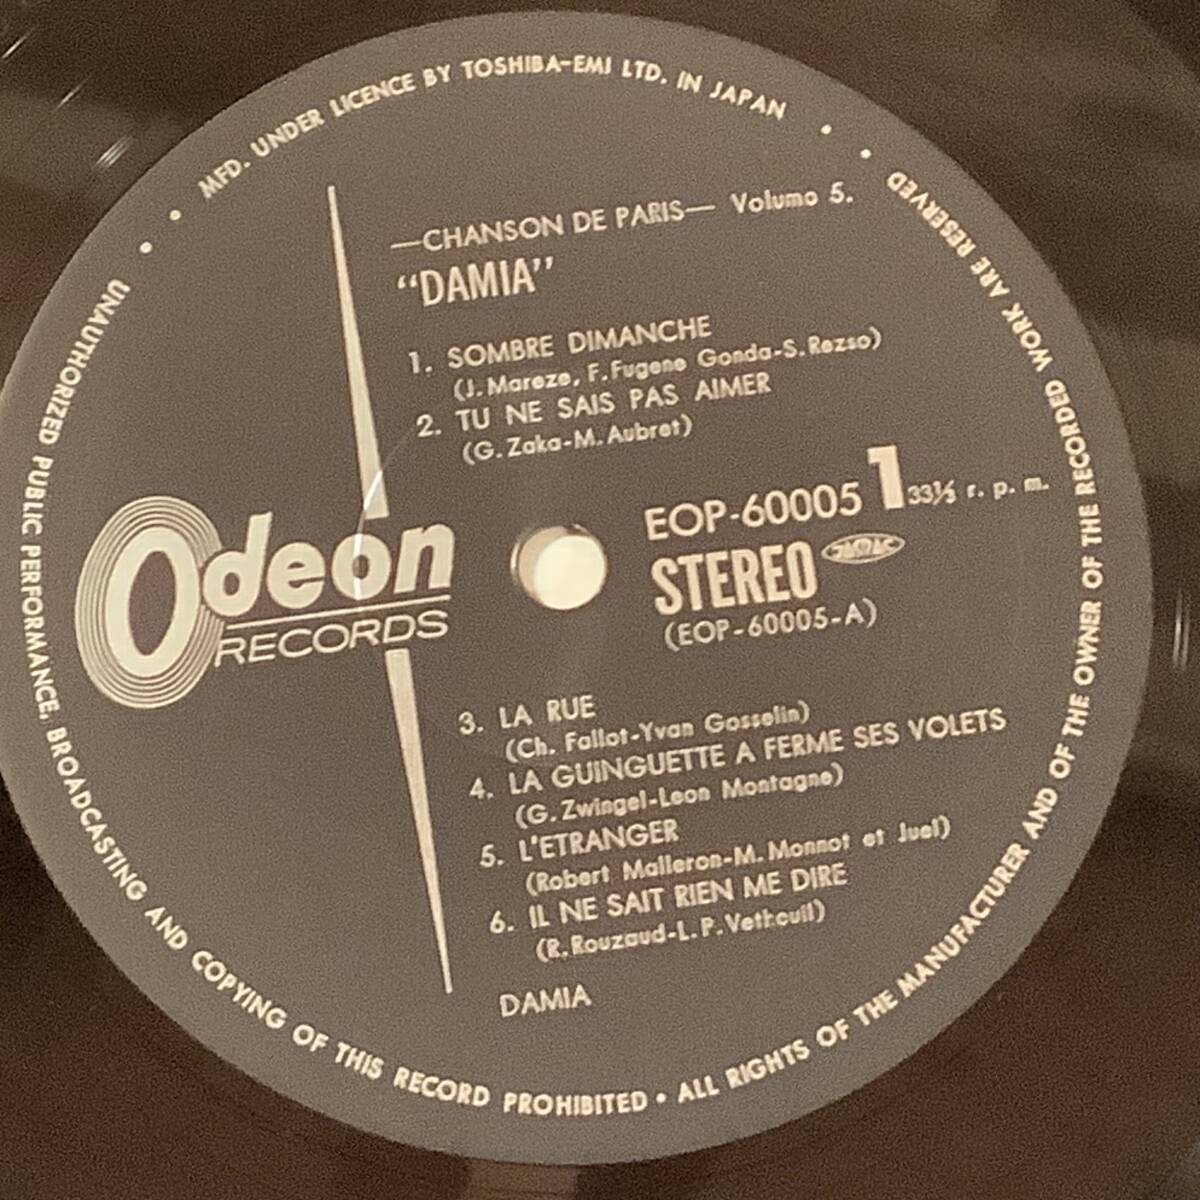 MFD. UNDER LICENCE BY TOSHIBA-EMI LTD. IN JAPAN
—CHANSON DE PARIS— Volume 5.
"DAMIA"
1. SOMBRE DIMANCHE
(J. Mareze, F. Fugene Gonda-S. Rezso)
2. TU NE SAIS PAS AIMER
(G. Zaka-M. Aubret)
Odeon
RECORDS
EOP-60005 1 33⅓ r. p. m.
STEREO JASRAC
(EOP-60005-A)
3. LA RUE
(Ch. Fallot-Yvan Gosselin)
4. LA GUINGUETTE A FERME SES VOLETS
(G. Zwingel-Leon Montagne)
5. L'ETRANGER
(Robert Malleron-M. Monnot et Juel)
6. IL NE SAIT RIEN ME DIRE
(R. Rouzaud-L. P. Vetheuil)
DAMIA
UNAUTHORIZED PUBLIC PERFORMANCE, BROADCASTING AND COPYING OF THIS RECORD PROHIBITED • ALL RIGHTS OF THE MANUFACTURER AND OF THE OWNER OF THE RECORDED WORK ARE RESERVED